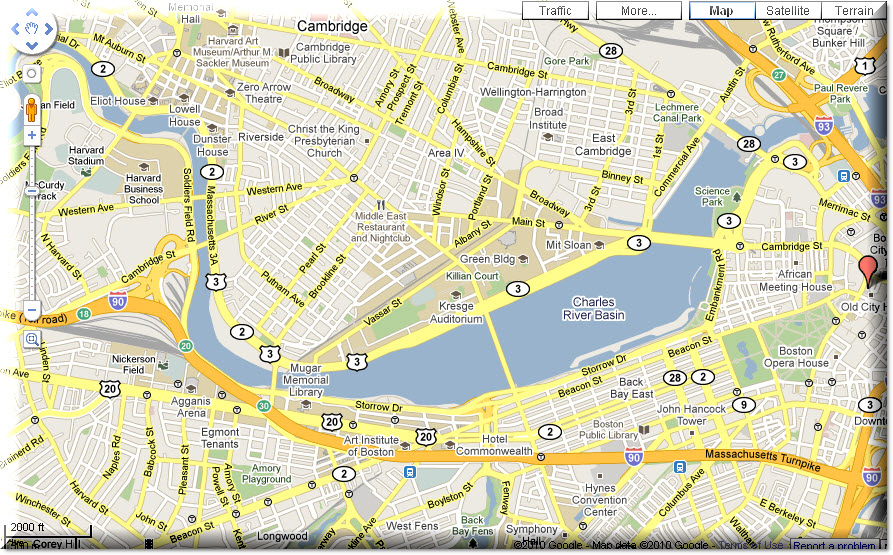 Traffic
More...
Map
Satellite
Terrain
Memorial
Hall
Cambridge
Thompson
Square /
Bunker Hill
Mt Auburn St
Harvard Art
Museum/Arthur M
Sackler Museum
Cambridge
Public Library
Webster Ave
28
Gore Park
Cambridge St
Rutherford Ave
27
1
2
Zero Arrow
Theatre
Broadway
Amory St
Prospect St
Tremont St
Columbia St
Wellington-Harrington
Austin St
Paul Revere
Park
Eliot House
Lowell
House
Dunster
House
Riverside
Christ the King
Presbyterian
Church
Hampshire St
Area IV
Broad
Institute
3rd St
East
Cambridge
1st St
Lechmere
Canal Park
Commercial Ave
28
93
3
Harvard
Stadium
Harvard
Business
School
2
Soldiers Field Rd
Massachusetts 3A
Western Ave
Western Ave
River St
Windsor St
Portland St
Broadway
Binney St
3rd St
Science
Park
93
Merrimac St
McCurdy
Track
N Harvard St
Cambridge St
Middle East
Restaurant
and Nightclub
Albany St
Main St
Mit Sloan
3
3
Cambridge St
Green Bldg
Killian Court
Pearl St
Brookline St
Putnam Ave
Vassar St
3
3
Kresge
Auditorium
Charles
River Basin
Embankment Rd
African
Meeting House
Old City H
90
18
20
2
3
3
Mugar
Memorial
Library
Beacon St
Boston
Opera House
Storrow Dr
Beacon St
Back
Bay East
28
2
9
3
Nickerson
Field
Linden St
20
Agganis
Arena
30
Storrow Dr
20
20
Art Institute
of Boston
Hotel
Commonwealth
2
Boston
Public Library
John Hancock
Tower
Egmont
Tenants
Naples Rd
Babcock St
Pleasant St
Amory St
Powell St
Amory
Playground
2
90
Massachusetts Turnpike
Harvard St
Winchester St
John St
Beacon St
Boylston St
Fenway
West Fens
Back
Bay Fens
Hynes
Convention
Center
Columbus Ave
E Berkeley St
Symphony
Hall
Longwood
2000 ft
Corey Hill
©2010 Google - Map data ©2010 Google - Terms of Use
Report a problem